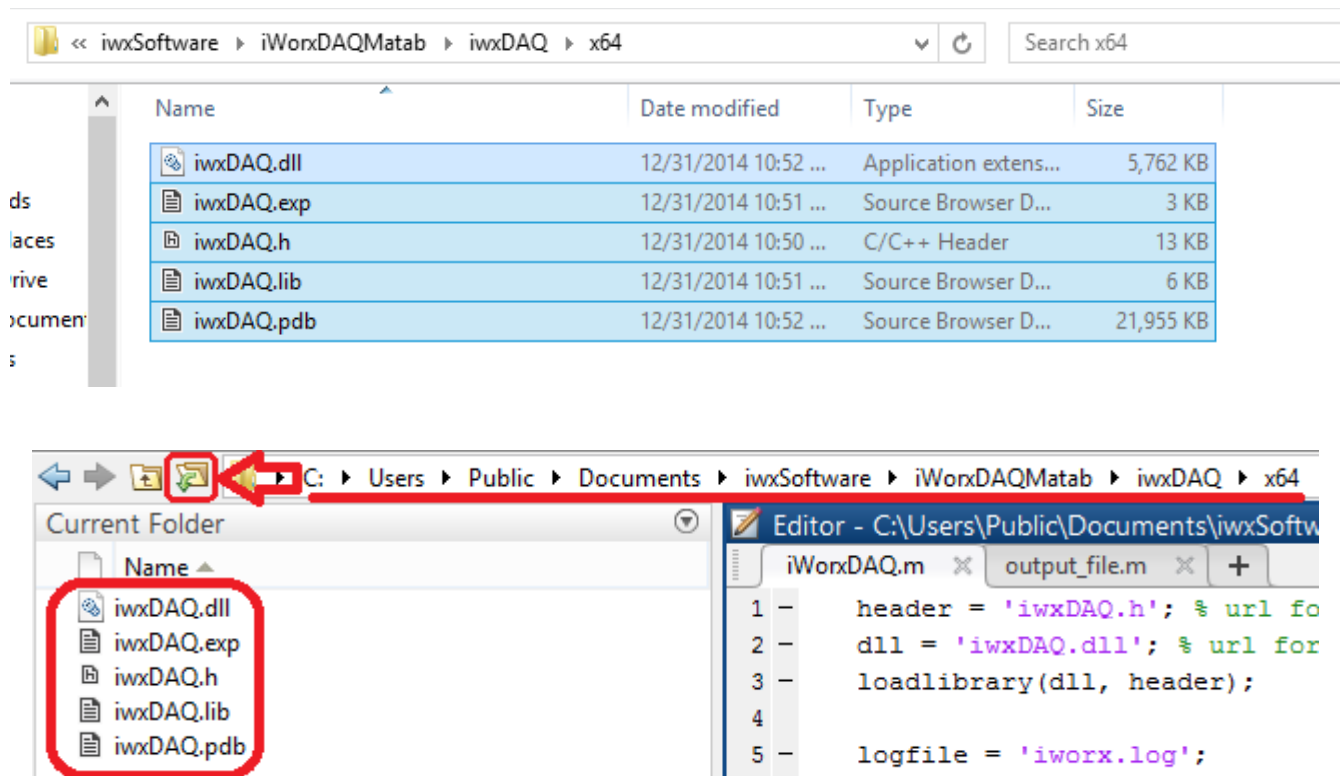 « iwxSoftware ▸ iWorxDAQMatab ▸ iwxDAQ ▸ x64 Search x64
Name Date modified Type Size
iwxDAQ.dll 12/31/2014 10:52 ... Application extens... 5,762 KB
ds iwxDAQ.exp 12/31/2014 10:51 ... Source Browser D... 3 KB
laces iwxDAQ.h 12/31/2014 10:50 ... C/C++ Header 13 KB
rive iwxDAQ.lib 12/31/2014 10:51 ... Source Browser D... 6 KB
ocumen iwxDAQ.pdb 12/31/2014 10:52 ... Source Browser D... 21,955 KB
s
C: ▸ Users ▸ Public ▸ Documents ▸ iwxSoftware ▸ iWorxDAQMatab ▸ iwxDAQ ▸ x64
Current Folder
Name
iwxDAQ.dll
iwxDAQ.exp
iwxDAQ.h
iwxDAQ.lib
iwxDAQ.pdb
Editor - C:\Users\Public\Documents\iwxSoftw
iWorxDAQ.m output_file.m +
1 – header = 'iwxDAQ.h'; % url fo
2 – dll = 'iwxDAQ.dll'; % url for
3 – loadlibrary(dll, header);
4
5 – logfile = 'iworx.log';